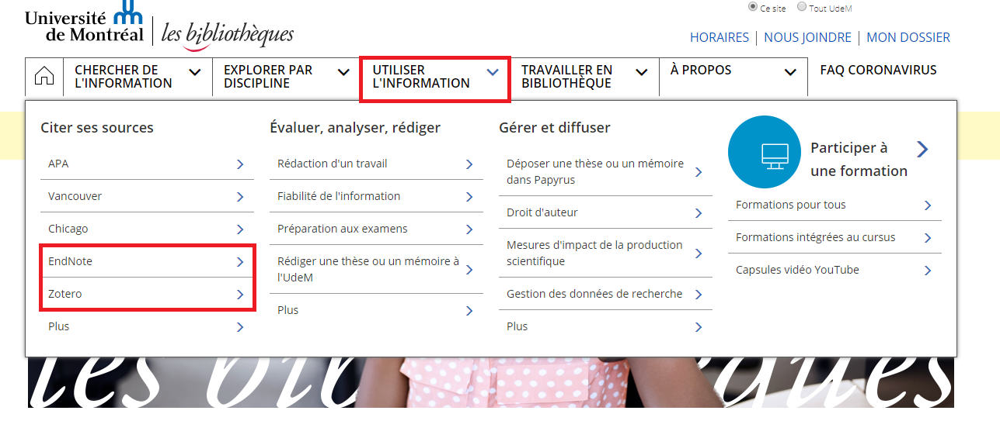 Université
de Montréal
les bibliothèques
Ce site
Tout UdeM
HORAIRES | NOUS JOINDRE | MON DOSSIER
CHERCHER DE
L'INFORMATION
EXPLORER PAR
DISCIPLINE
UTILISER
L'INFORMATION
TRAVAILLER EN
BIBLIOTHÈQUE
À PROPOS
FAQ CORONAVIRUS
Citer ses sources
APA
Vancouver
Chicago
EndNote
Zotero
Plus
Évaluer, analyser, rédiger
Rédaction d'un travail
Fiabilité de l'information
Préparation aux examens
Rédiger une thèse ou un mémoire à
l'UdeM
Plus
Gérer et diffuser
Déposer une thèse ou un mémoire
dans Papyrus
Droit d'auteur
Mesures d'impact de la production
scientifique
Gestion des données de recherche
Plus
Participer à
une formation
Formations pour tous
Formations intégrées au cursus
Capsules vidéo YouTube